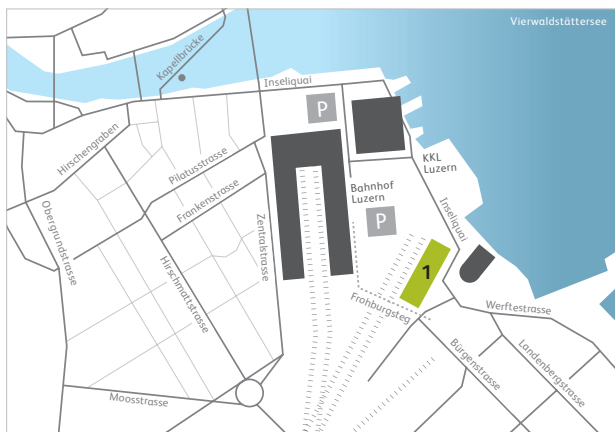 Vierwaldstättersee
Kapellbrücke
Inseliquai
P
Hirschengraben
Pilatusstrasse
KKL
Luzern
Frankenstrasse
Bahnhof
Luzern
Obergrundstrasse
P
Inseliquai
Zentralstrasse
Hirschmattstrasse
1
Frohburgsteg
Werftestrasse
Bürgenstrasse
Landenbergstrasse
Moosstrasse